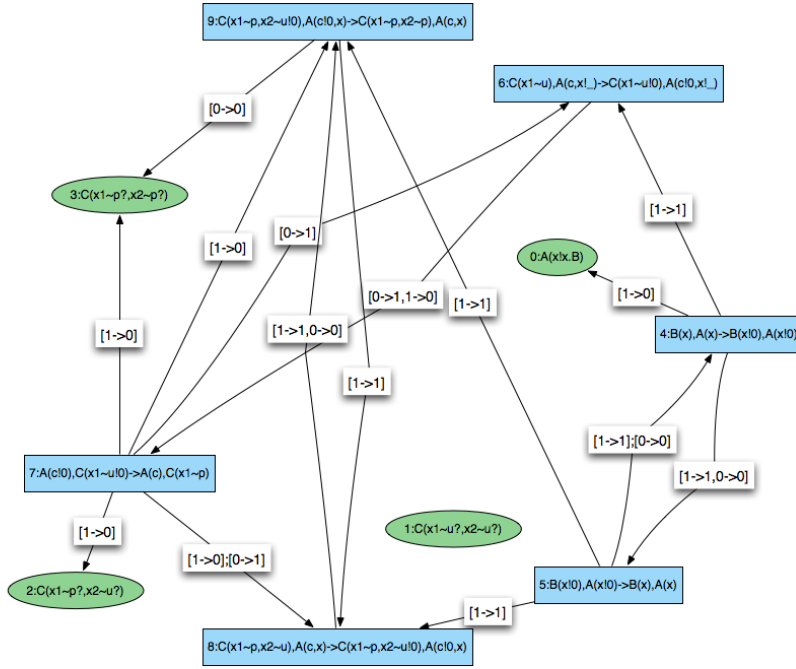 9:C(x1~p,x2~u!0),A(c!0,x)->C(x1~p,x2~p),A(c,x)
6:C(x1~u),A(c,x!_)->C(x1~u!0),A(c!0,x!_)
[0->0]
3:C(x1~p?,x2~p?)
[1->1]
[0->1]
[1->0]
0:A(x!x.B)
[1->0]
[0->1,1->0]
[1->1]
[1->1,0->0]
[1->0]
4:B(x),A(x)->B(x!0),A(x!0)
[1->1]
[1->1];[0->0]
7:A(c!0),C(x1~u!0)->A(c),C(x1~p)
[1->1,0->0]
[1->0]
1:C(x1~u?,x2~u?)
[1->0];[0->1]
2:C(x1~p?,x2~u?)
5:B(x!0),A(x!0)->B(x),A(x)
[1->1]
8:C(x1~p,x2~u),A(c,x)->C(x1~p,x2~u!0),A(c!0,x)